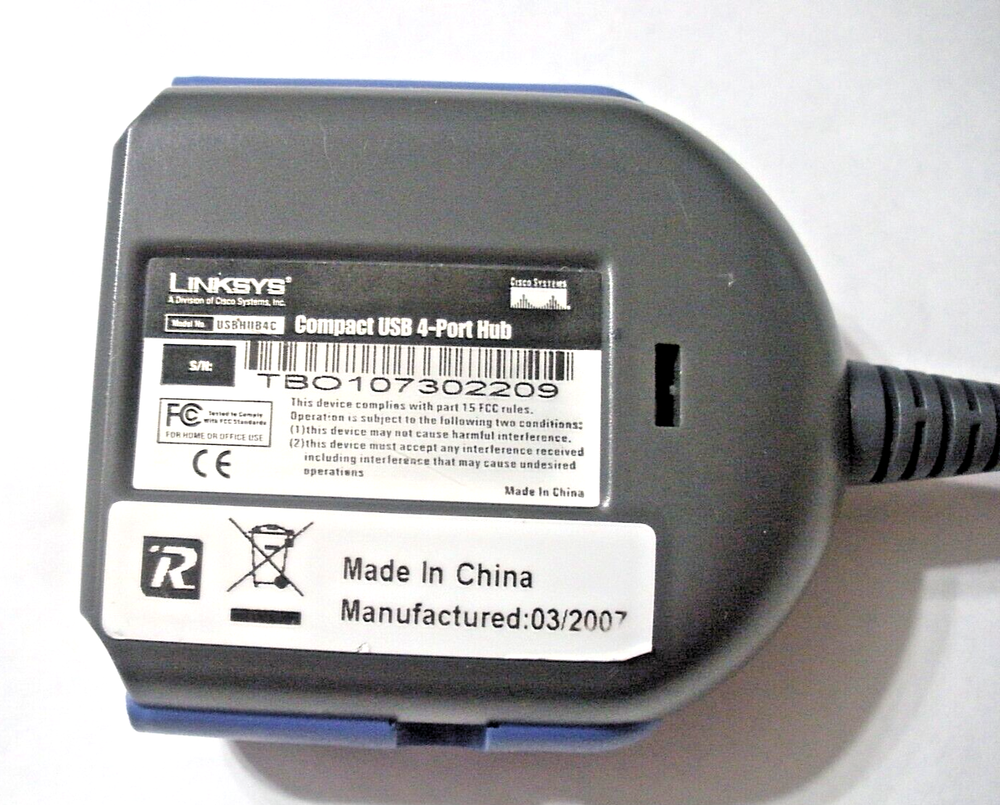 LINKSYS®
A Division of Cisco Systems, Inc.
CISCO SYSTEMS
Model No. USBHUB4C Compact USB 4-Port Hub
S/N:
TBO107302209
FC Tested to Comply
With FCC Standards
FOR HOME OR OFFICE USE
CE
This device complies with part 15 FCC rules.
Operation is subject to the following two conditions:
(1)this device may not cause harmful interference.
(2)this device must accept any interference received
including interference that may cause undesired
operations
Made In China
R
Made In China
Manufactured:03/2007